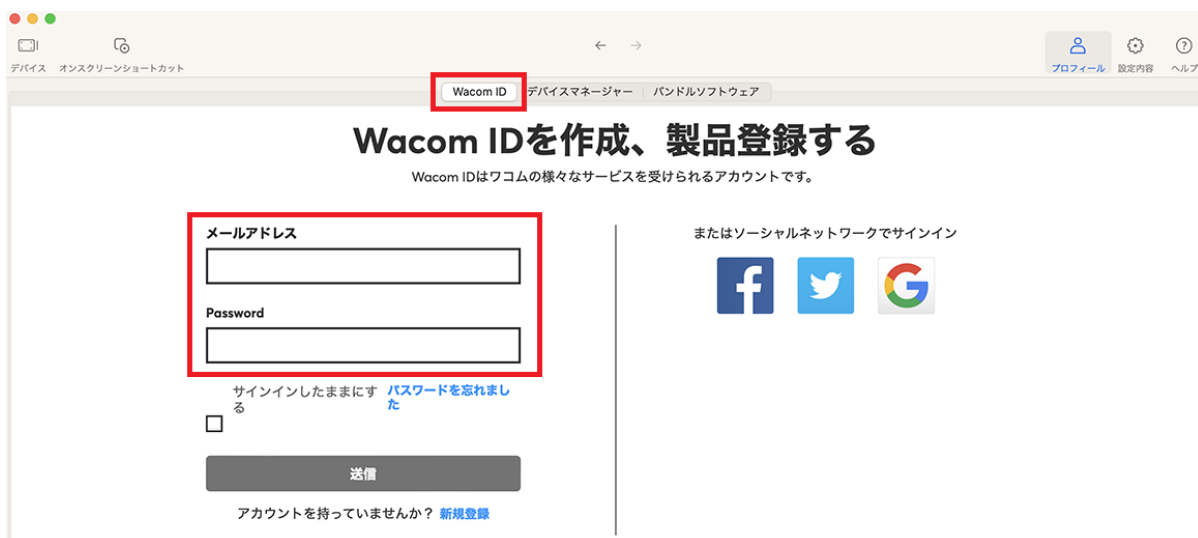 デバイス オンスクリーンショートカット プロフィール 設定内容 ヘルプ
Wacom ID デバイスマネージャー バンドルソフトウェア
Wacom IDを作成、製品登録する
Wacom IDはワコムの様々なサービスを受けられるアカウントです。
メールアドレス
Password
サインインしたままにす
る
パスワードを忘れまし
た
送信
アカウントを持っていませんか? 新規登録
またはソーシャルネットワークでサインイン